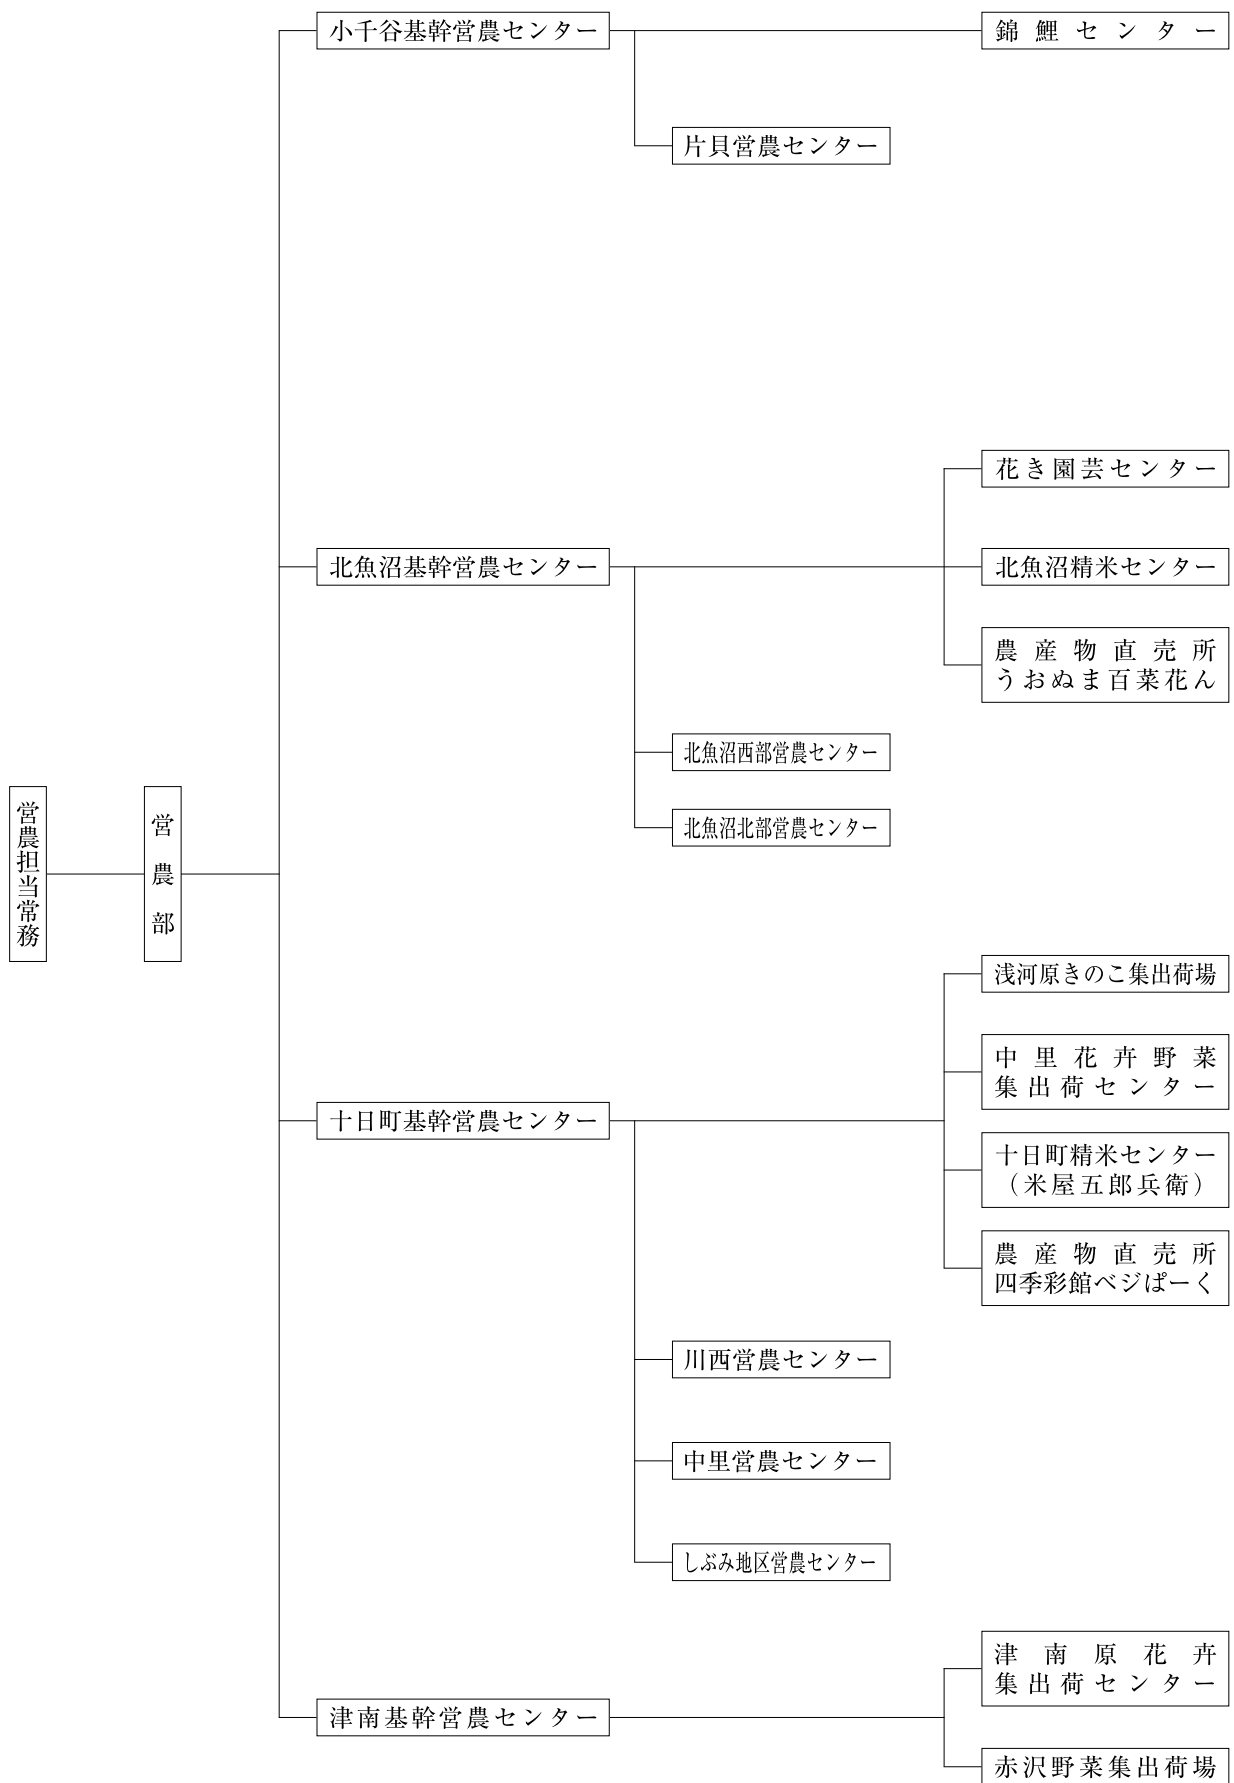 営農担当常務
営農部
小千谷基幹営農センター
錦鯉センター
片貝営農センター
北魚沼基幹営農センター
花き園芸センター
北魚沼精米センター
農産物直売所
うおぬま百菜花ん
北魚沼西部営農センター
北魚沼北部営農センター
十日町基幹営農センター
浅河原きのこ集出荷場
中里花卉野菜
集出荷センター
十日町精米センター
（米屋五郎兵衛）
農産物直売所
四季彩館ベジぱーく
川西営農センター
中里営農センター
しぶみ地区営農センター
津南基幹営農センター
津南原花卉
集出荷センター
赤沢野菜集出荷場